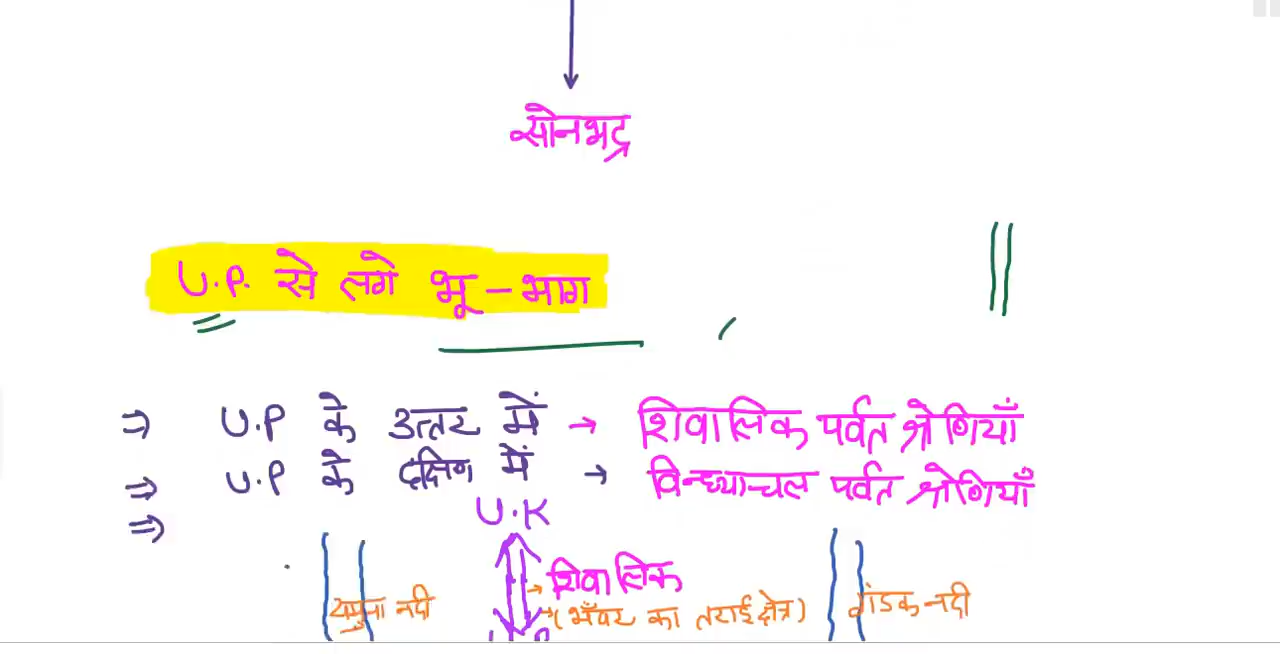 सोनभद्र
U.P. से लगे भू - भाग
⇒ U.P के उत्तर में → शिवालिक पर्वत श्रेणियाँ
⇒ U.P के दक्षिण में → विन्ध्याचल पर्वत श्रेणियाँ
⇒
U.K
→ शिवालिक
यमुना नदी → (भँवर का तराई क्षेत्र) गंडक नदी